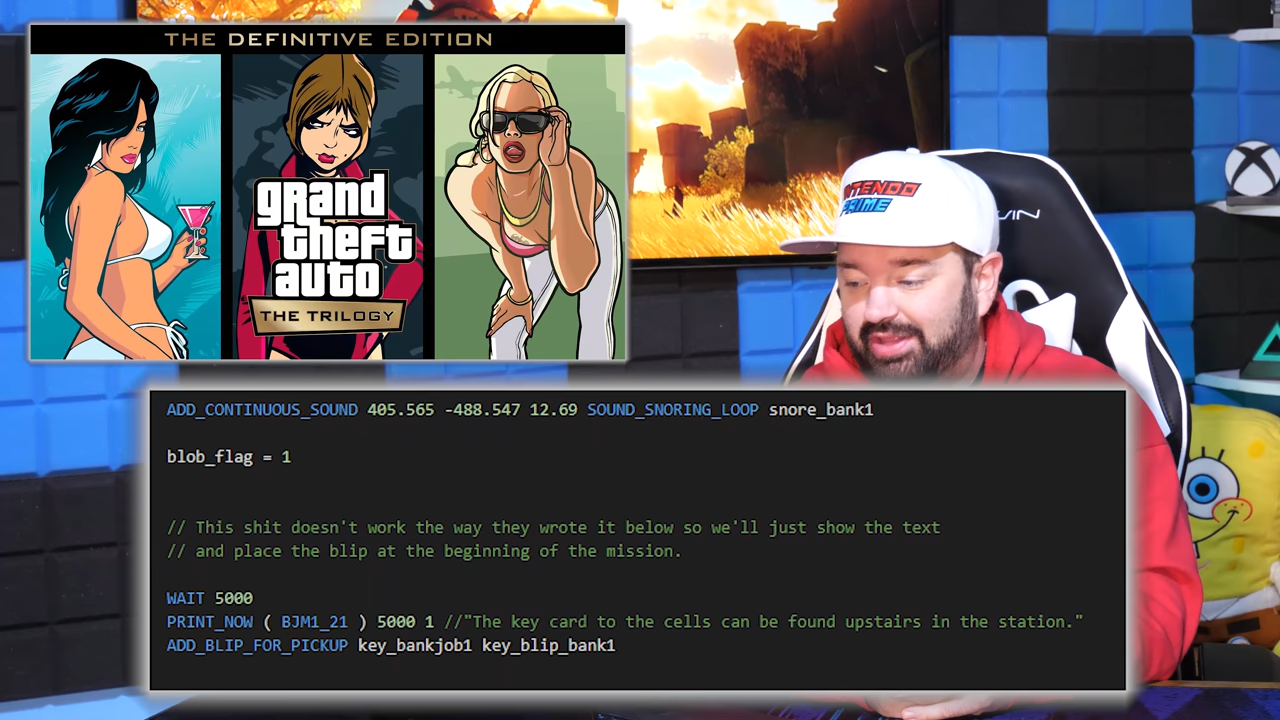 THE DEFINITIVE EDITION
grand
theft
auto
THE TRILOGY
PRIME
ADD_CONTINUOUS_SOUND 405.565 -488.547 12.69 SOUND_SNORING_LOOP snore_bank1
blob_flag = 1
// This shit doesn't work the way they wrote it below so we'll just show the text
// and place the blip at the beginning of the mission.
WAIT 5000
PRINT_NOW ( BJM1_21 ) 5000 1 //"The key card to the cells can be found upstairs in the station."
ADD_BLIP_FOR_PICKUP key_bankjob1 key_blip_bank1